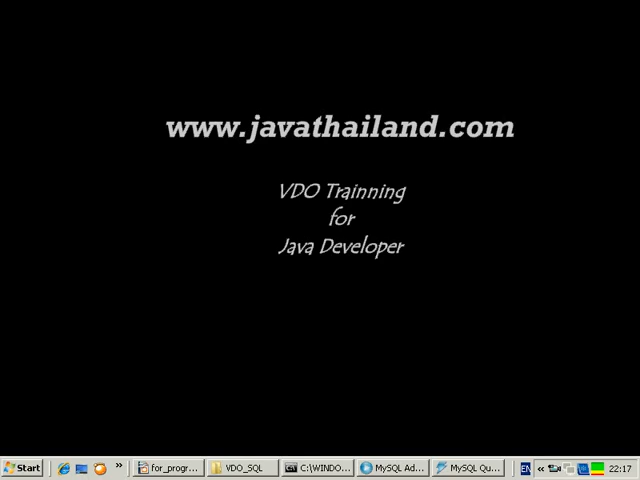 www.javathailand.com
VDO Trainning
for
Java Developer
Start
for_progr...
VDO_SQL
C:\WINDO...
MySQL Ad...
MySQL Qu...
EN
22:17